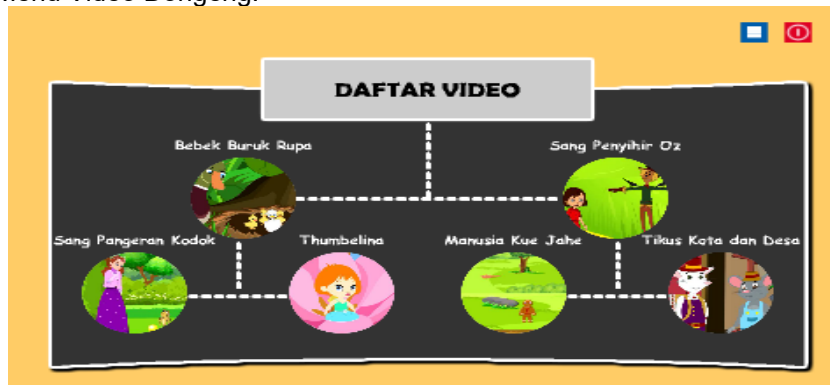 DAFTAR VIDEO
Bebek Buruk Rupa
Sang Penyihir Oz
Sang Pangeran Kodok
Thumbelina
Manusia Kue Jahe
Tikus Kota dan Desa